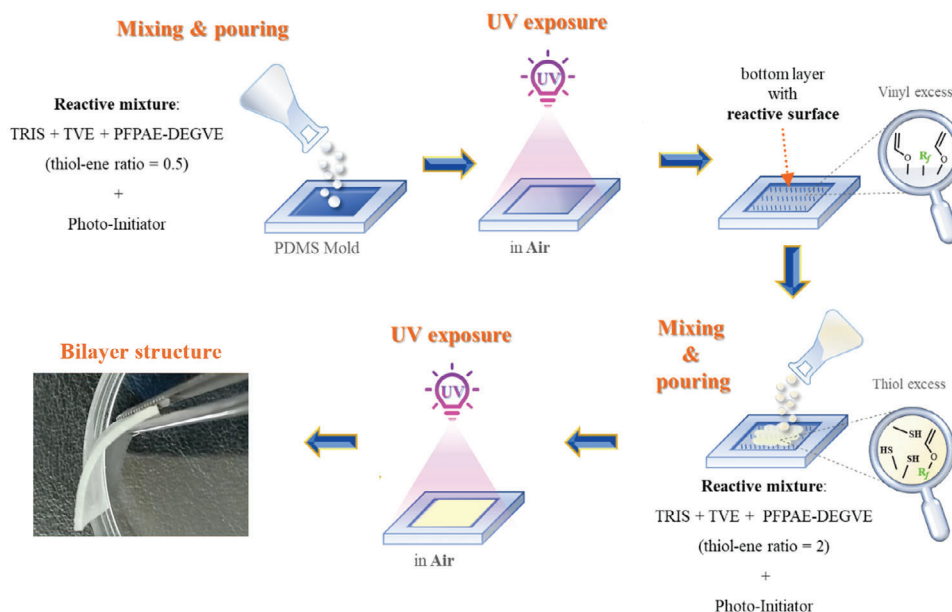 Mixing & pouring
Reactive mixture:
TRIS + TVE + PFPAE-DEGVE
(thiol-ene ratio = 0.5)
+
Photo-Initiator
PDMS Mold
UV exposure
UV
in Air
bottom layer
with
reactive surface
Vinyl excess
O Rf O
Mixing
&
pouring
Thiol excess
SH
HS
SH
O
Rf
Reactive mixture:
TRIS + TVE + PFPAE-DEGVE
(thiol-ene ratio = 2)
+
Photo-Initiator
UV exposure
UV
in Air
Bilayer structure